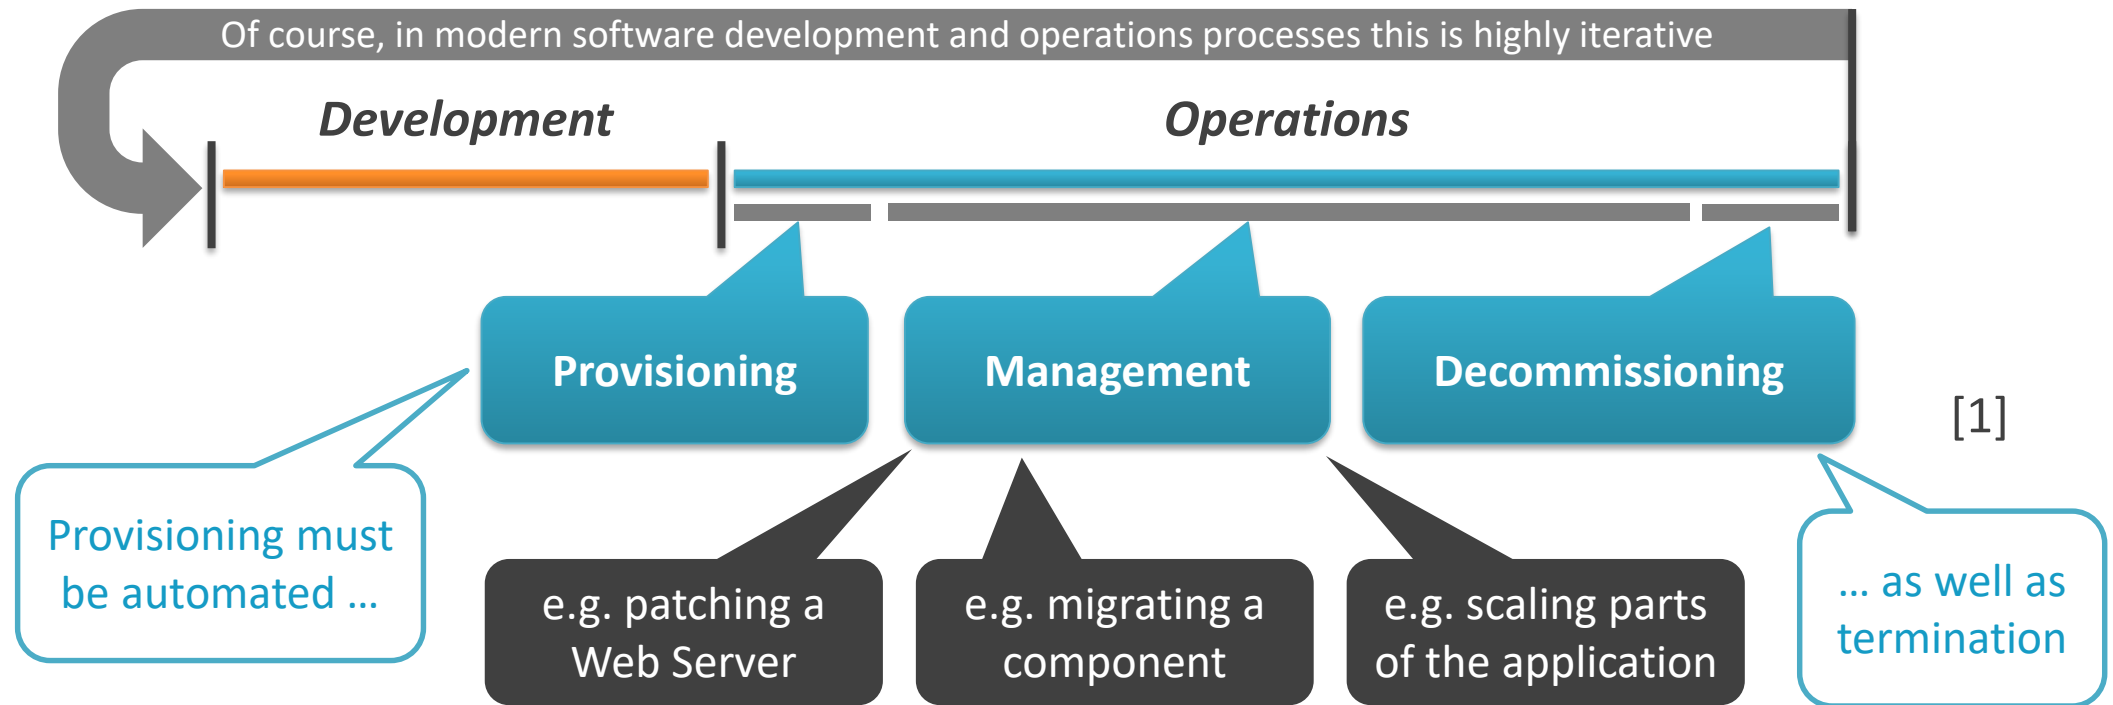 Of course, in modern software development and operations processes this is highly iterative
Development
Operations
Provisioning
Management
Decommissioning
[1]
Provisioning must
be automated ...
e.g. patching a
Web Server
e.g. migrating a
component
e.g. scaling parts
of the application
... as well as
termination